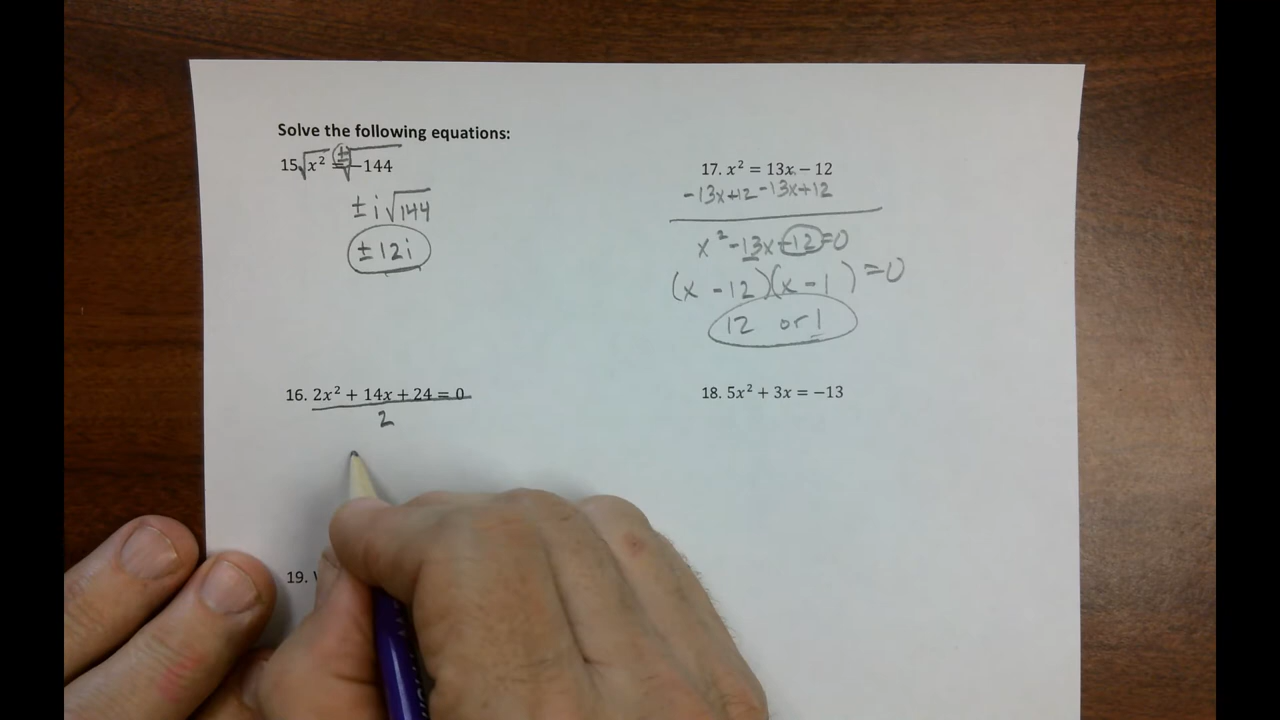 Solve the following equations:
15. √x² = ±√-144
± i√144
± 12i
16. 2x² + 14x + 24 = 0
2
17. x² = 13x - 12
-13x+12 -13x+12
x² -13x +12 = 0
(x - 12)(x - 1) = 0
12 or 1
18. 5x² + 3x = -13
19.